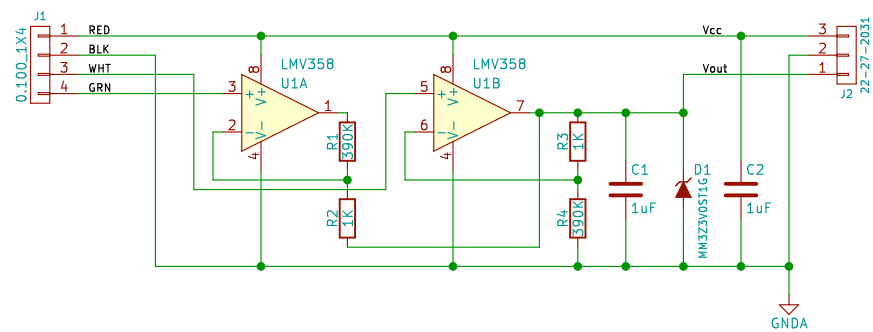 J1
0.100_1X4
1 RED
2 BLK
3 WHT
4 GRN
LMV358
U1A
8
3
2
1
4
+
-
V+
V-
R1
390K
R2
1K
LMV358
U1B
8
5
6
7
4
+
-
V+
V-
R3
1K
R4
390K
C1
1uF
D1
MM3Z3V0ST1G
C2
1uF
Vcc
Vout
3
2
1
J2
22-27-2031
GNDA